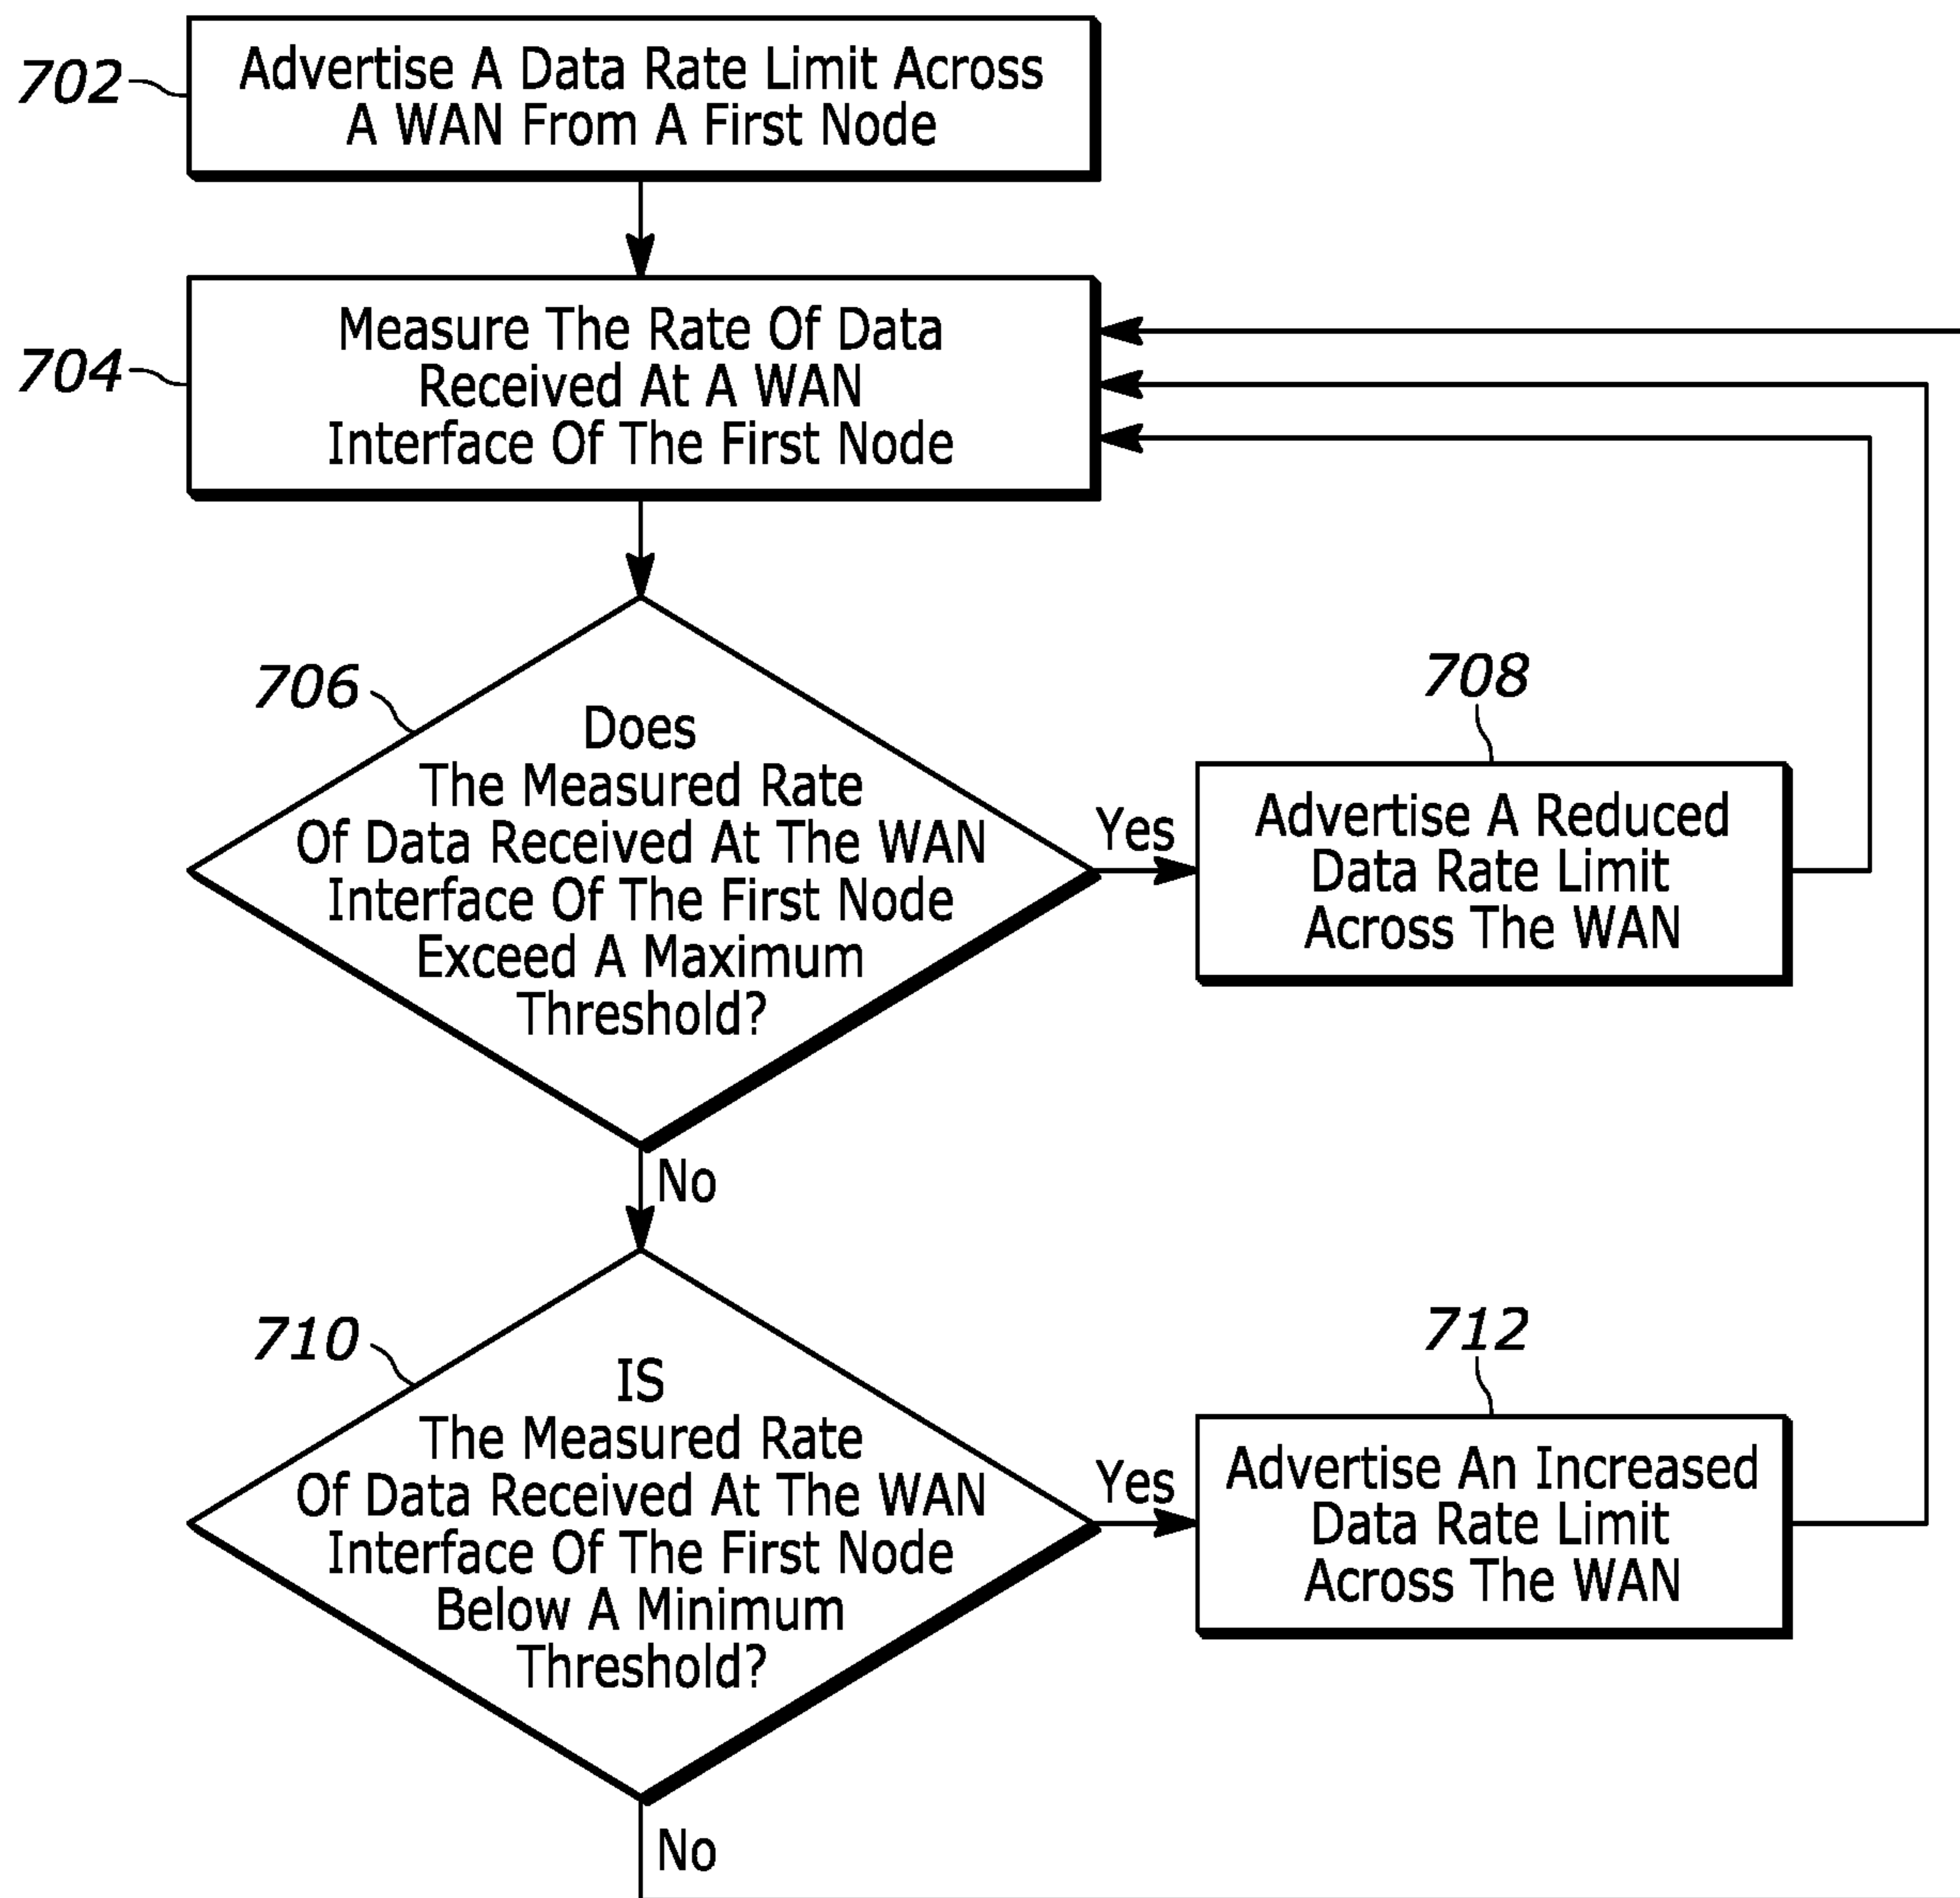 702
Advertise A Data Rate Limit Across
A WAN From A First Node
704
Measure The Rate Of Data
Received At A WAN
Interface Of The First Node
706
Does
The Measured Rate
Of Data Received At The WAN
Interface Of The First Node
Exceed A Maximum
Threshold?
Yes
708
Advertise A Reduced
Data Rate Limit
Across The WAN
No
710
IS
The Measured Rate
Of Data Received At The WAN
Interface Of The First Node
Below A Minimum
Threshold?
Yes
712
Advertise An Increased
Data Rate Limit
Across The WAN
No